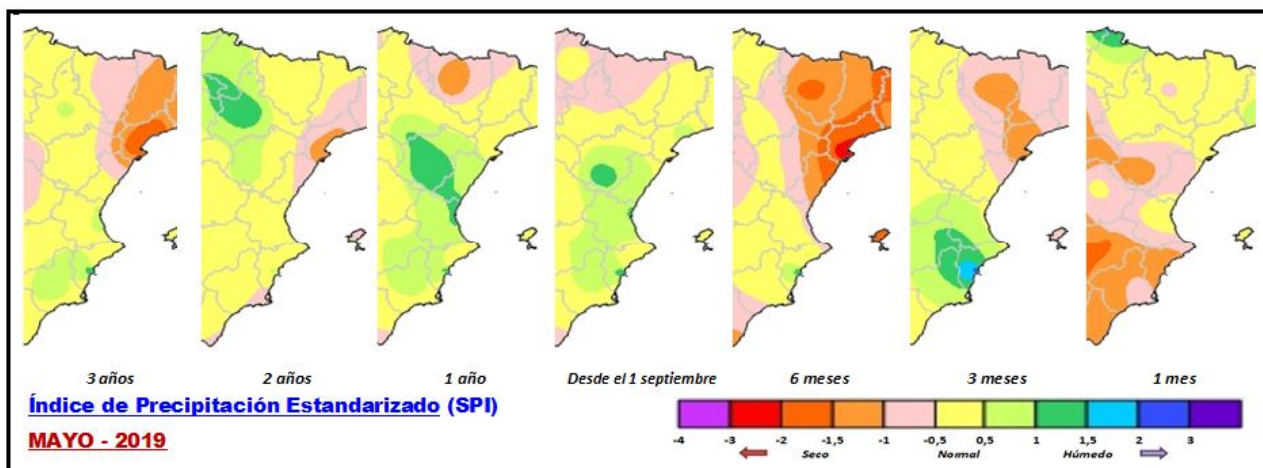 3 años
2 años
1 año
Desde el 1 septiembre
6 meses
3 meses
1 mes
Índice de Precipitación Estandarizado (SPI)
MAYO - 2019
-4 -3 -2 -1,5 -1 -0,5 0,5 1 1,5 2 3
Seco Normal Húmedo